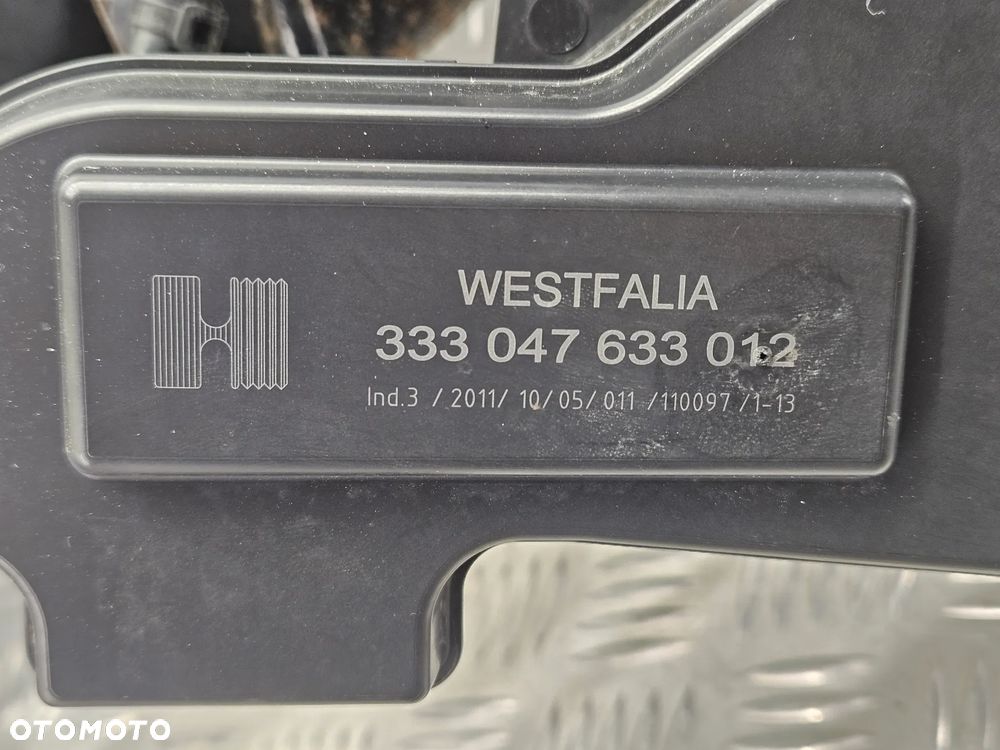 WESTFALIA
333 047 633 012
Ind.3 / 2011/ 10/05/ 011 /110097 /1-13
OTOMOTO